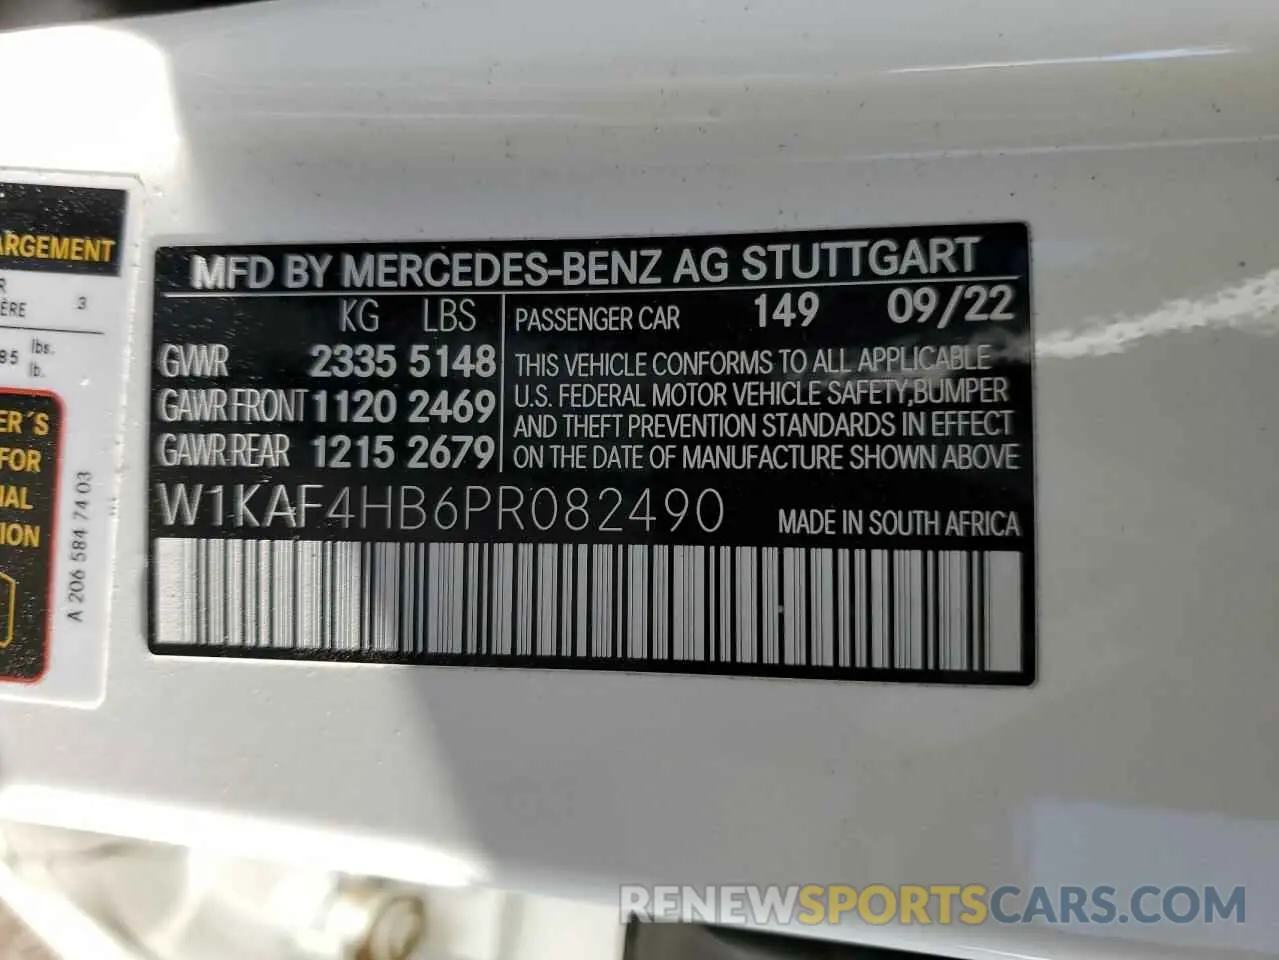 ARGEMENT
R
ÈRE 3
85 lbs.
lb.
ER´S
FOR
IAL
ION
A 206 584 74 03
MFD BY MERCEDES-BENZ AG STUTTGART
KG LBS
GVWR 2335 5148
GAWR FRONT 1120 2469
GAWR REAR 1215 2679
PASSENGER CAR 149 09/22
THIS VEHICLE CONFORMS TO ALL APPLICABLE
U.S. FEDERAL MOTOR VEHICLE SAFETY,BUMPER
AND THEFT PREVENTION STANDARDS IN EFFECT
ON THE DATE OF MANUFACTURE SHOWN ABOVE
W1KAF4HB6PR082490 MADE IN SOUTH AFRICA
RENEWSPORTSCARS.COM